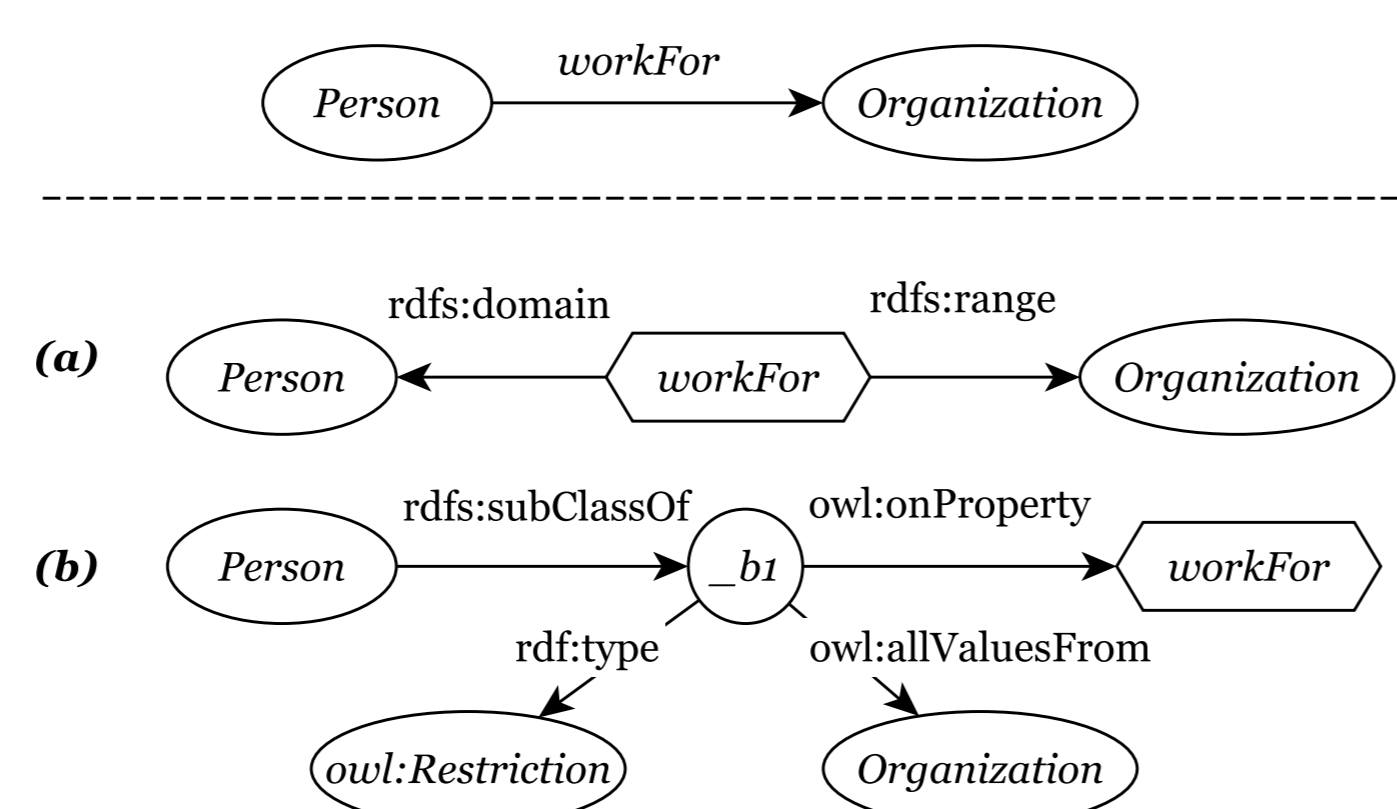 workFor
Person
Organization
rdfs:domain
rdfs:range
(a)
Person
workFor
Organization
rdfs:subClassOf
owl:onProperty
(b)
Person
_b1
workFor
rdf:type
owl:allValuesFrom
owl:Restriction
Organization